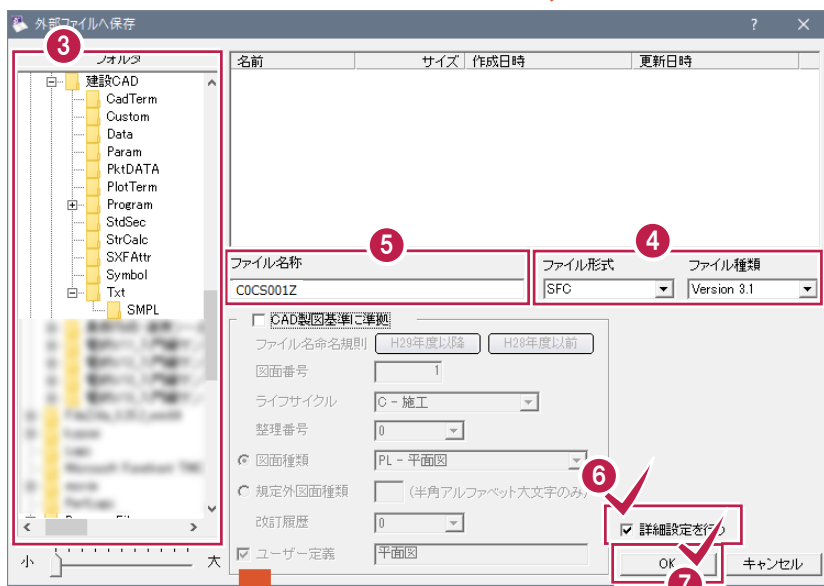 外部ファイルへ保存
? ×
3
フォルダ
建設CAD
CadTerm
Custom
Data
Param
PktDATA
PlotTerm
Program
StdSec
StrCalc
SXFAttr
Symbol
Txt
SMPL
小 大
名前 サイズ 作成日時 更新日時
5
ファイル名称
C0CS001Z
4
ファイル形式 ファイル種類
SFC Version 3.1
CAD製図基準に準拠
ファイル名命名規則 H29年度以降 H28年度以前
図面番号 1
ライフサイクル C - 施工
整理番号 0
図面種類 PL - 平面図
規定外図面種類 (半角アルファベット大文字のみ)
改訂履歴 0
ユーザー定義 平面図
6
詳細設定を行う
OK キャンセル
7